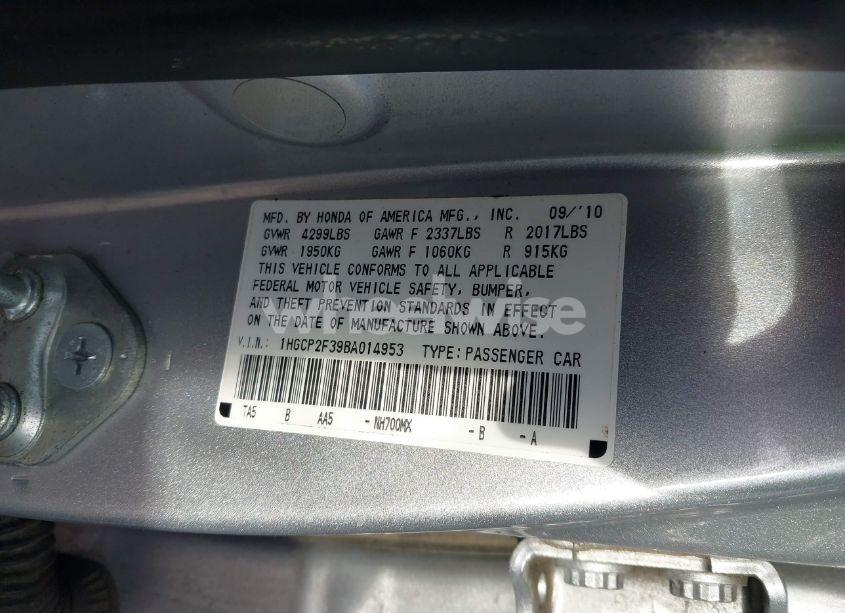 MFD. BY HONDA OF AMERICA MFG., INC. 09/'10
GVWR 4299LBS GAWR F 2337LBS R 2017LBS
GVWR 1950KG GAWR F 1060KG R 915KG
THIS VEHICLE CONFORMS TO ALL APPLICABLE
FEDERAL MOTOR VEHICLE SAFETY, BUMPER,
AND THEFT PREVENTION STANDARDS IN EFFECT
ON THE DATE OF MANUFACTURE SHOWN ABOVE.
V.I.N.: 1HGCP2F39BA014953 TYPE: PASSENGER CAR
TA5 B AA5 - NH700MX - B - A